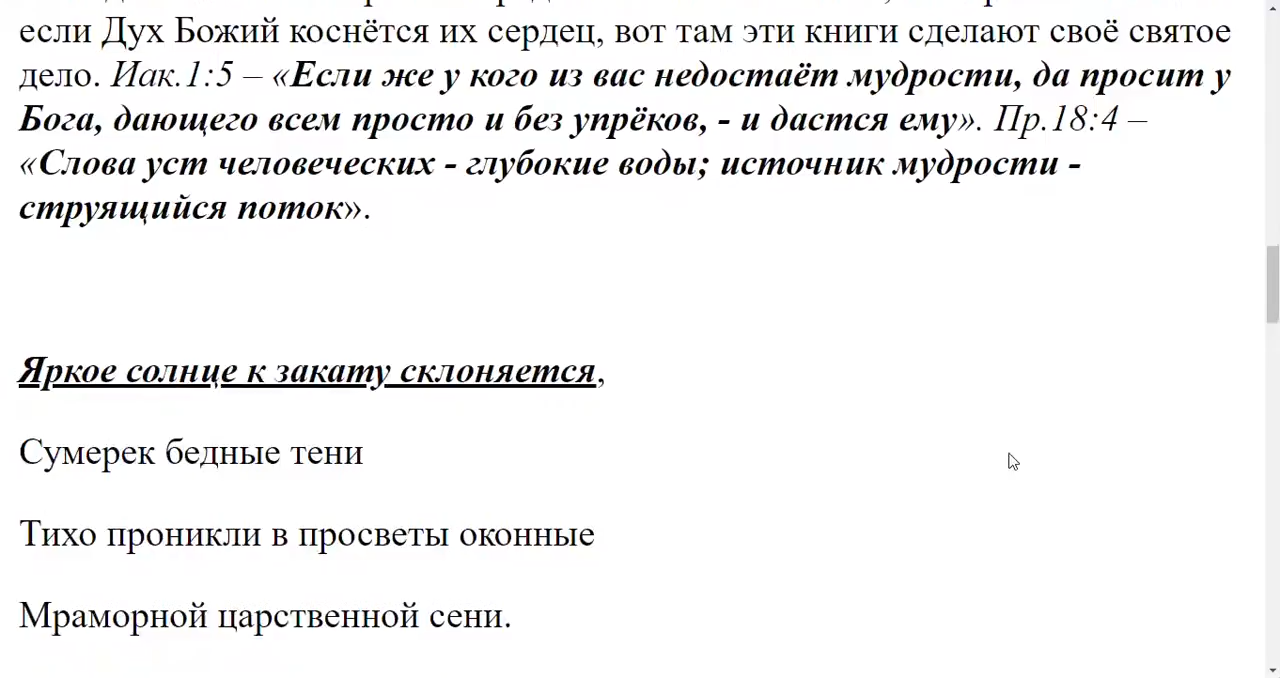 если Дух Божий коснётся их сердец, вот там эти книги сделают своё святое
дело. Иак.1:5 – «Если же у кого из вас недостаёт мудрости, да просит у
Бога, дающего всем просто и без упрёков, - и дастся ему». Пр.18:4 –
«Слова уст человеческих - глубокие воды; источник мудрости -
струящийся поток».
Яркое солнце к закату склоняется,
Сумерек бедные тени
Тихо проникли в просветы оконные
Мраморной царственной сени.